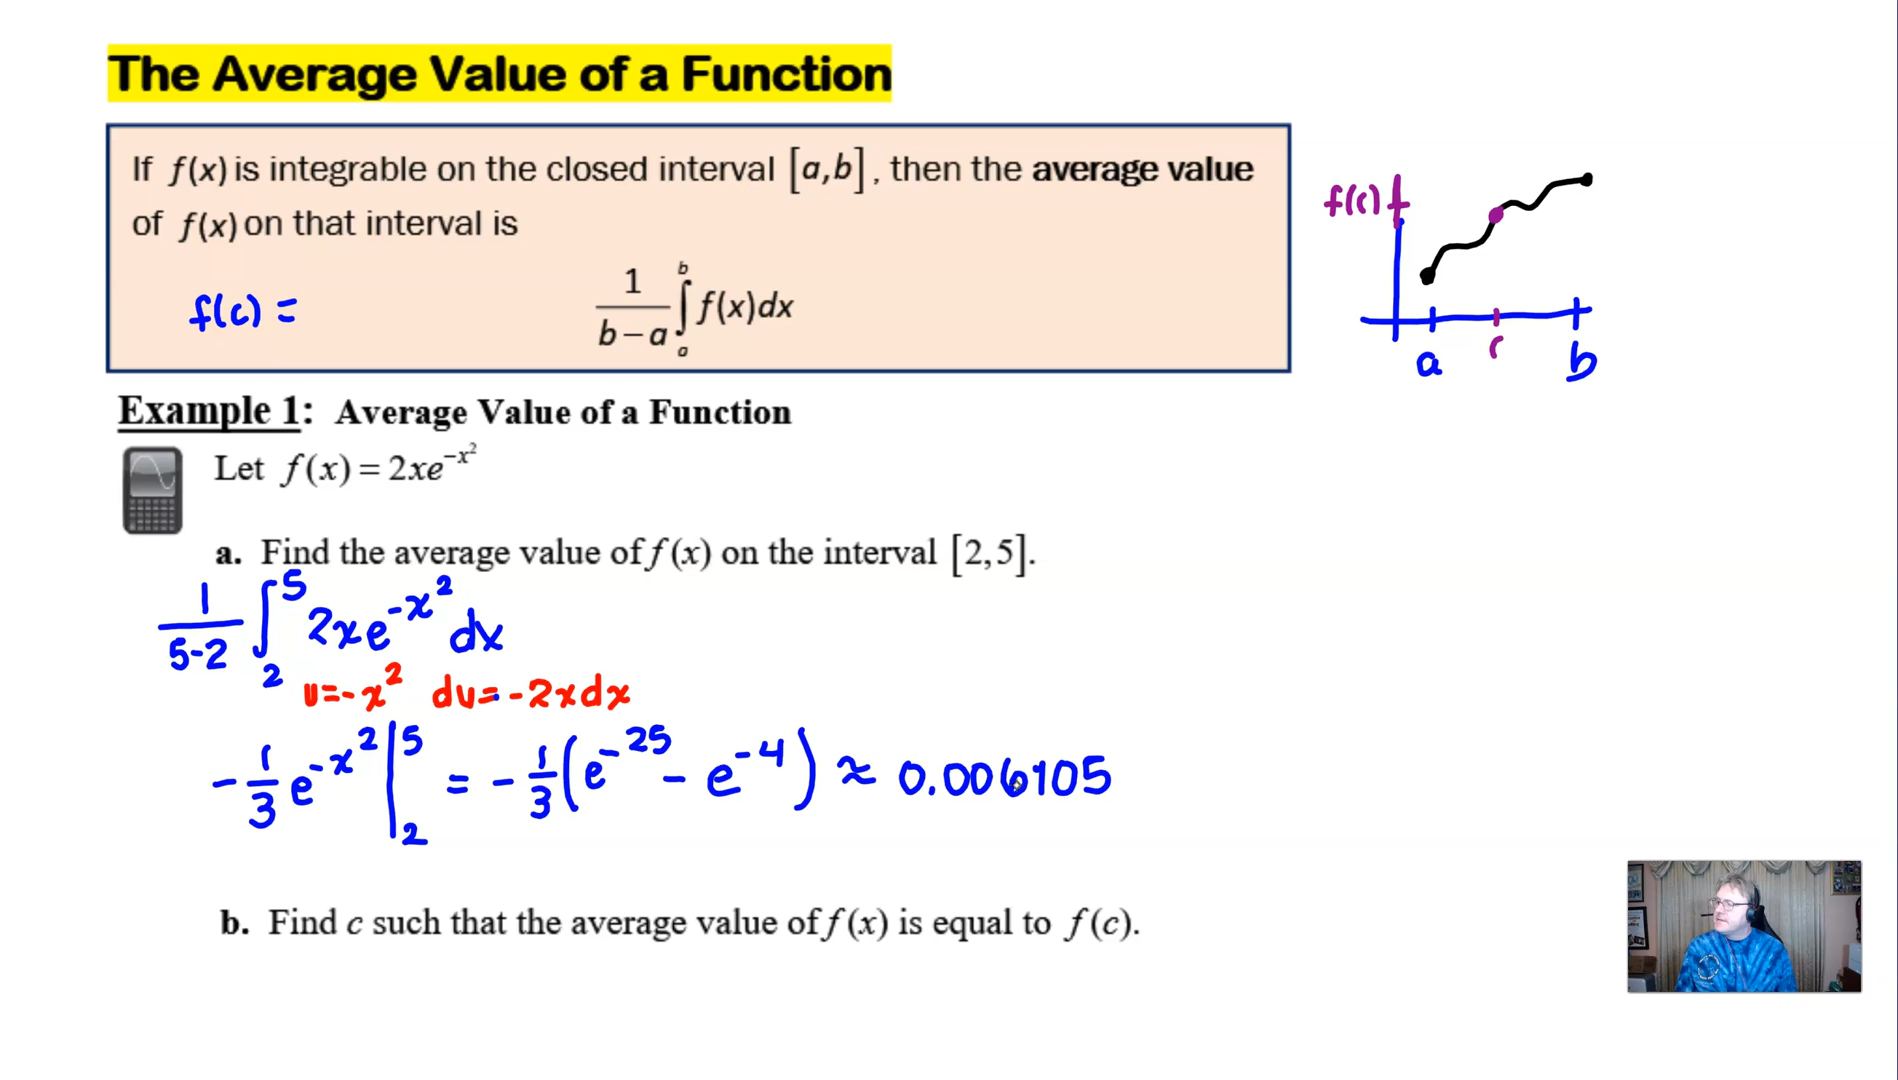 The Average Value of a Function
If f(x) is integrable on the closed interval [a,b], then the average value
of f(x) on that interval is
f(c) = 1/(b−a) ∫_a^b f(x)dx
f(c)
a c b
Example 1: Average Value of a Function
Let f(x) = 2xe^(−x²)
a. Find the average value of f(x) on the interval [2,5].
1/(5-2) ∫_2^5 2xe^(-x²) dx
u=-x² du=-2xdx
-1/3 e^(-x²) |_2^5 = -1/3 (e^(-25) - e^(-4)) ≈ 0.006105
b. Find c such that the average value of f(x) is equal to f(c).